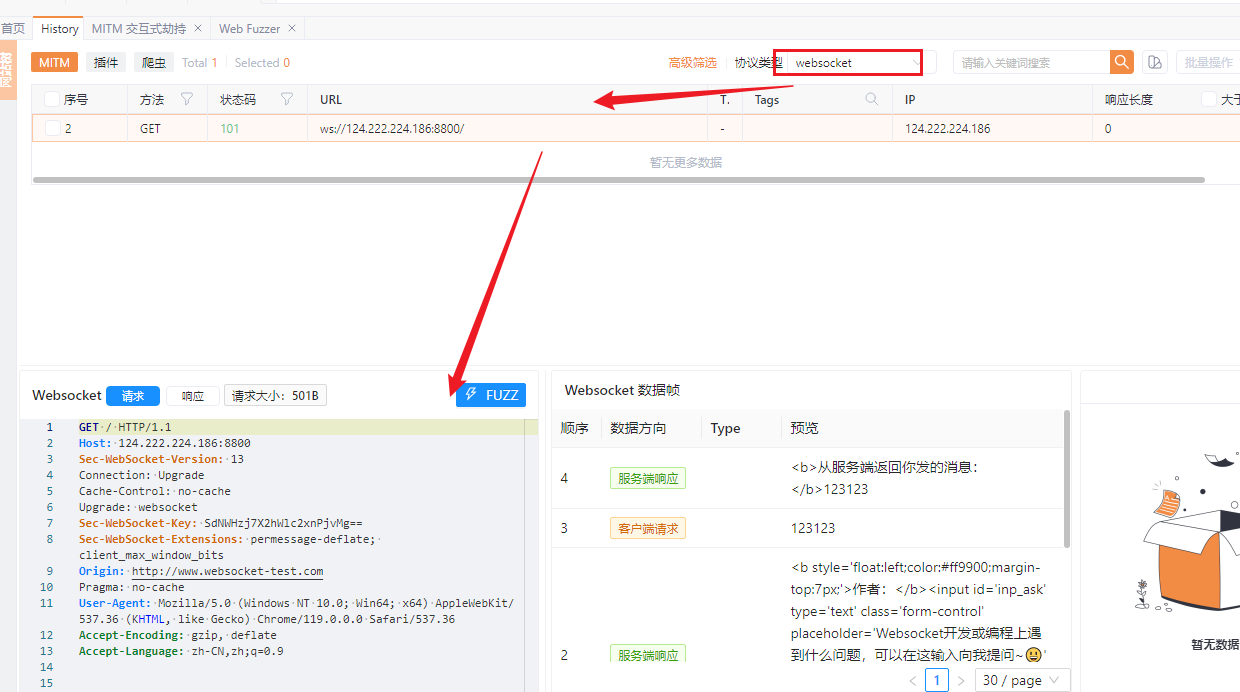 首页 History MITM 交互式劫持 × Web Fuzzer ×
MITM 插件 爬虫 Total 1 Selected 0 高级筛选 协议类型 websocket 请输入关键词搜索 批量操作
序号 方法 状态码 URL T. Tags IP 响应长度 大于
2 GET 101 ws://124.222.224.186:8800/ - 124.222.224.186 0
暂无更多数据
Websocket 请求 响应 请求大小：501B FUZZ
1 GET / HTTP/1.1
2 Host: 124.222.224.186:8800
3 Sec-WebSocket-Version: 13
4 Connection: Upgrade
5 Cache-Control: no-cache
6 Upgrade: websocket
7 Sec-WebSocket-Key: SdNWHzj7X2hWlc2xnPjvMg==
8 Sec-WebSocket-Extensions: permessage-deflate;
client_max_window_bits
9 Origin: http://www.websocket-test.com
10 Pragma: no-cache
11 User-Agent: Mozilla/5.0 (Windows NT 10.0; Win64; x64) AppleWebKit/
537.36 (KHTML, like Gecko) Chrome/119.0.0.0 Safari/537.36
12 Accept-Encoding: gzip, deflate
13 Accept-Language: zh-CN,zh;q=0.9
14
15
Websocket 数据帧
顺序 数据方向 Type 预览
4 服务端响应 <b>从服务端返回你发的消息：
</b>123123
3 客户端请求 123123
<b style='float:left;color:#ff9900;margin-
top:7px;'>作者：</b><input id='inp_ask'
type='text' class='form-control'
placeholder='Websocket开发或编程上遇
2 服务端响应 到什么问题，可以在这输入向我提问~😀'
< 1 > 30 / page
暂无数据